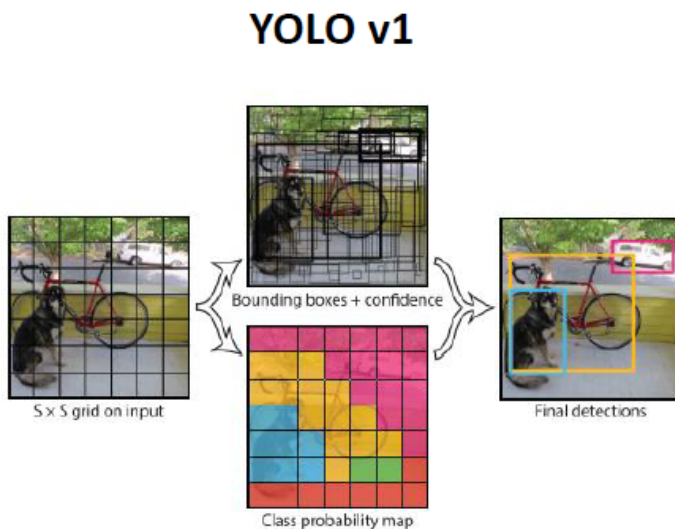 YOLO v1
Bounding boxes + confidence
S × S grid on input
Final detections
Class probability map